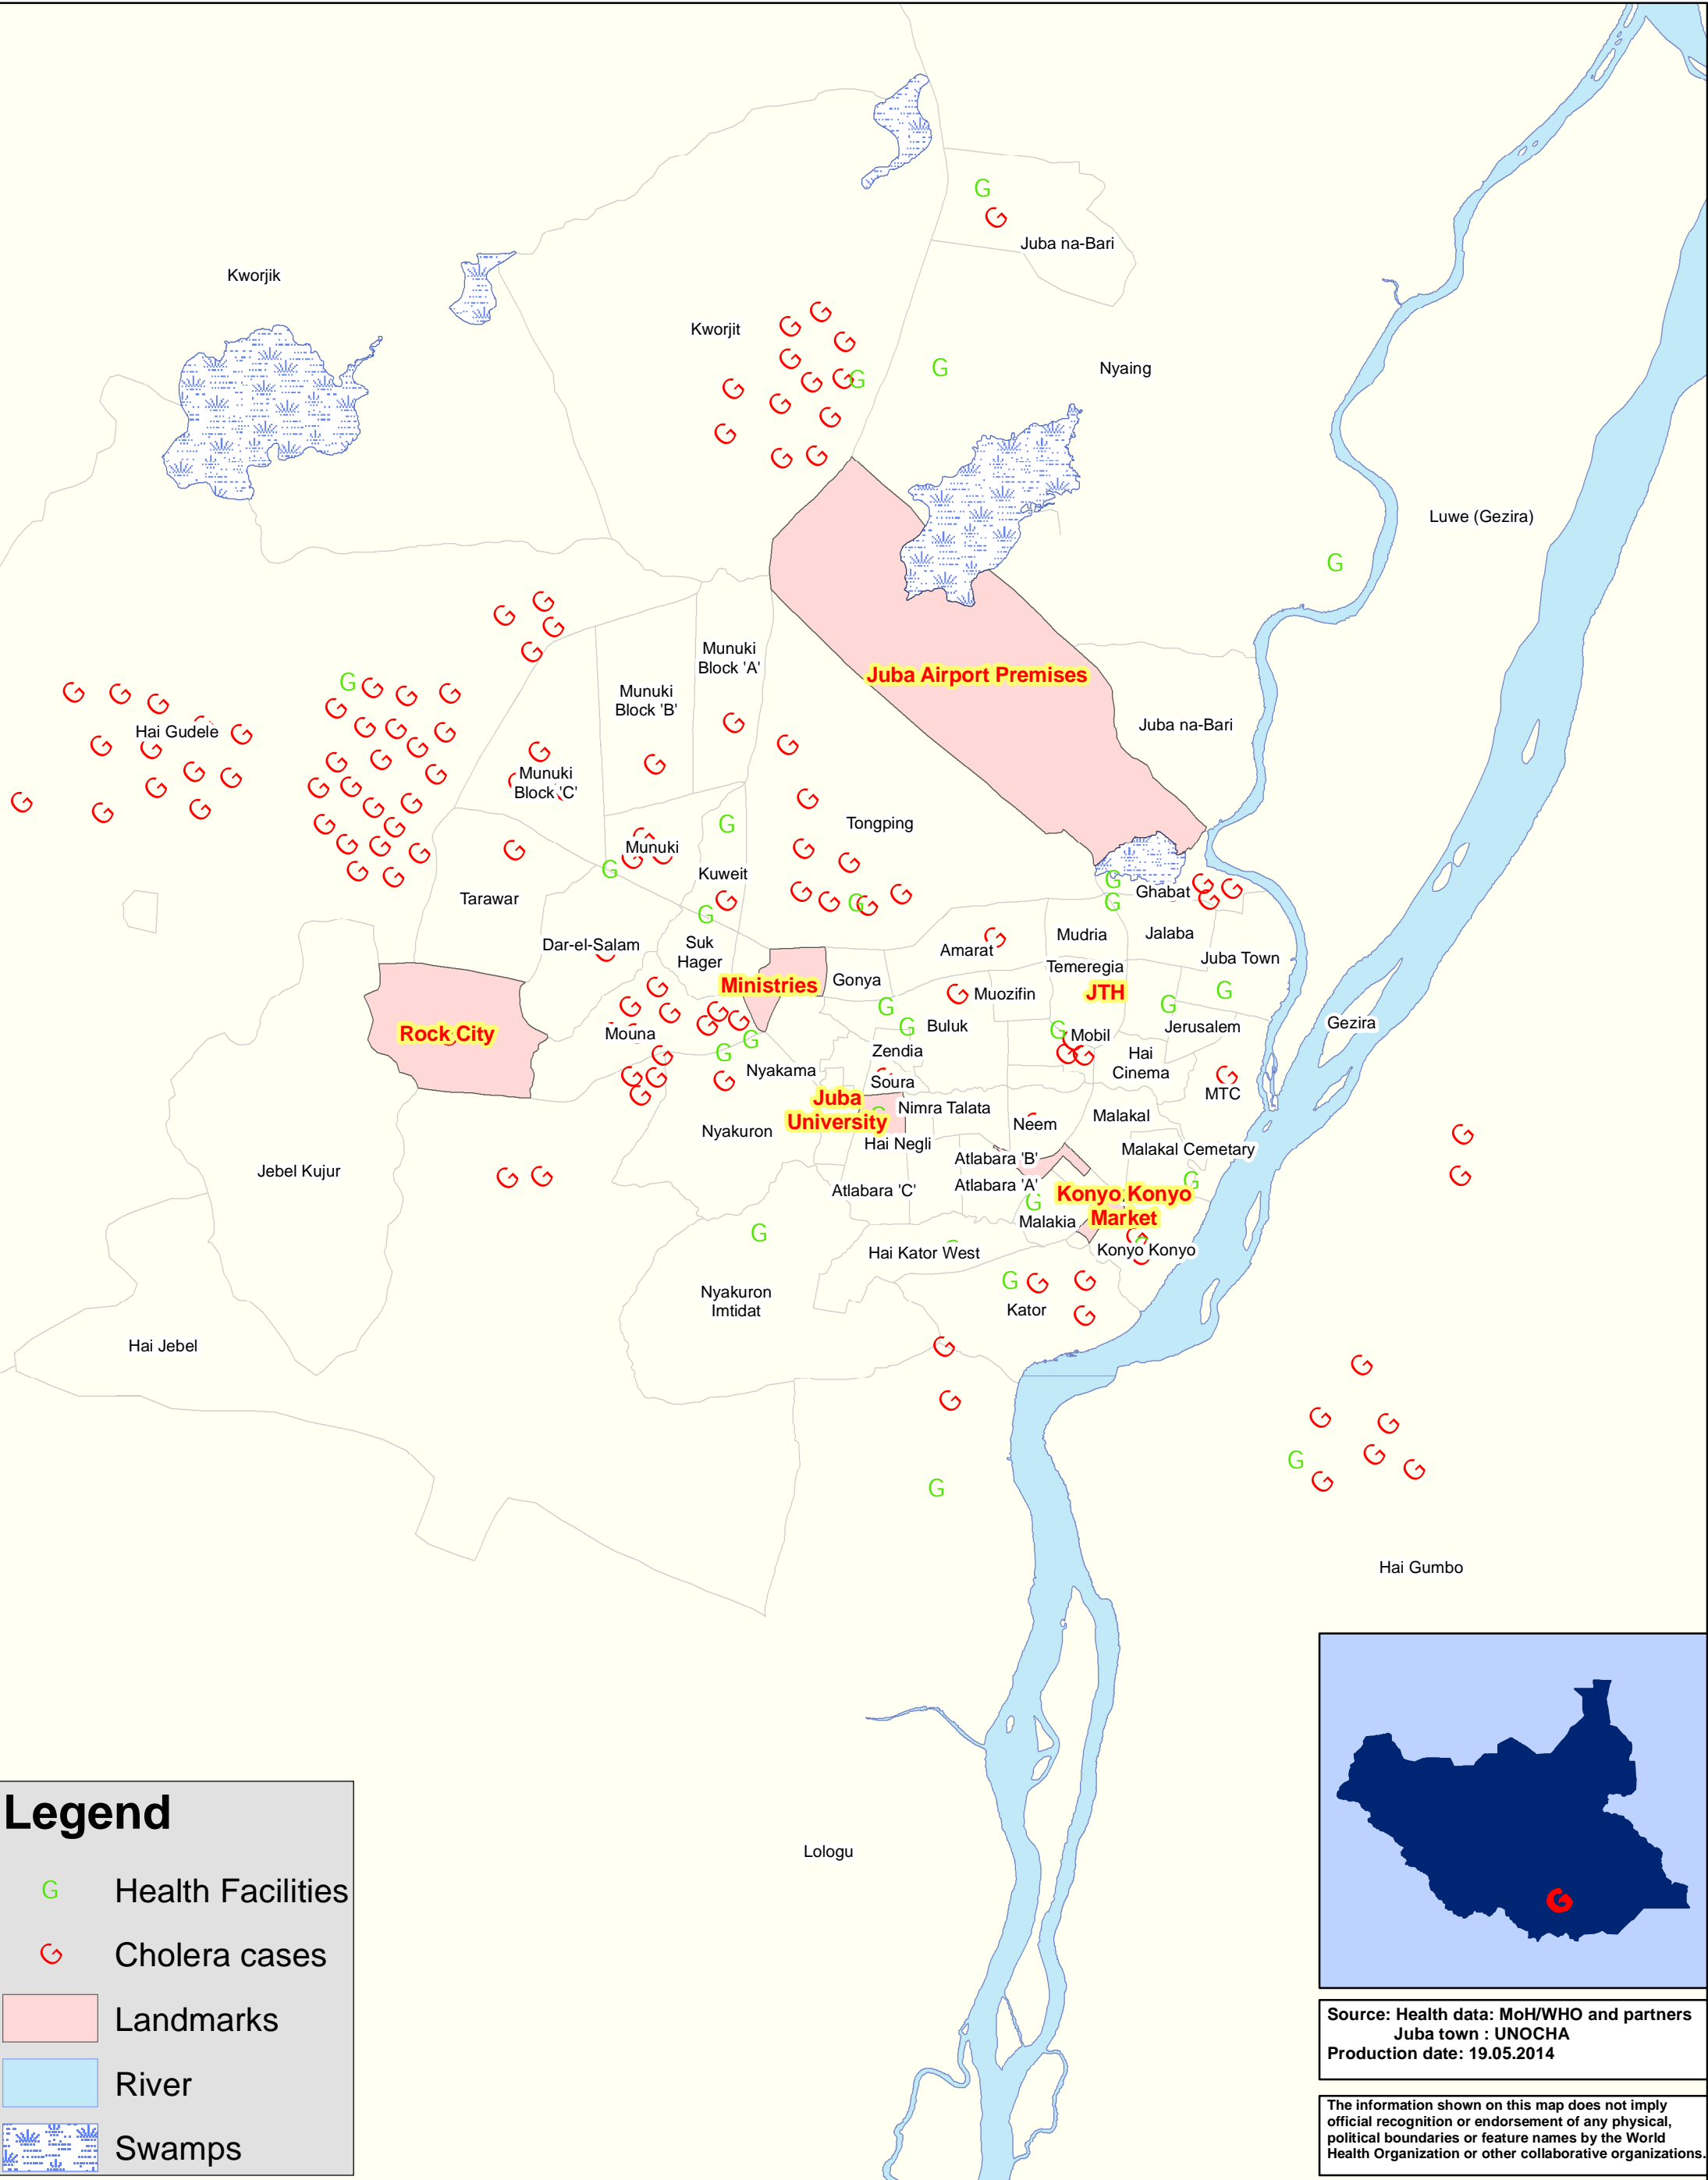 Juba na-Bari
Kworjik
Kworjit
Nyaing
Luwe (Gezira)
Munuki
Block 'A'
Juba Airport Premises
Munuki
Block 'B'
Juba na-Bari
Hai Gudele
Munuki
Block 'C'
Tongping
Munuki
Kuweit
Ghabat
Tarawar
Jalaba
Mudria
Dar-el-Salam
Suk
Hager
Amarat
Juba Town
Temeregia
Gonya
Ministries
JTH
Muozifin
Gezira
Buluk
Jerusalem
Rock City
Mouna
Mobil
Zendia
Hai
Cinema
Nyakama
Soura
MTC
Juba
University
Nimra Talata
Malakal
Neem
Nyakuron
Hai Negli
Malakal Cemetary
Atlabara 'B'
Jebel Kujur
Atlabara 'A'
Atlabara 'C'
Konyo Konyo
Market
Malakia
Konyo Konyo
Hai Kator West
Nyakuron
Imtidat
Kator
Hai Jebel
Hai Gumbo
Lologu
Legend
G Health Facilities
G Cholera cases
Landmarks
River
Swamps
Source: Health data: MoH/WHO and partners
Juba town : UNOCHA
Production date: 19.05.2014
The information shown on this map does not imply
official recognition or endorsement of any physical,
political boundaries or feature names by the World
Health Organization or other collaborative organizations.